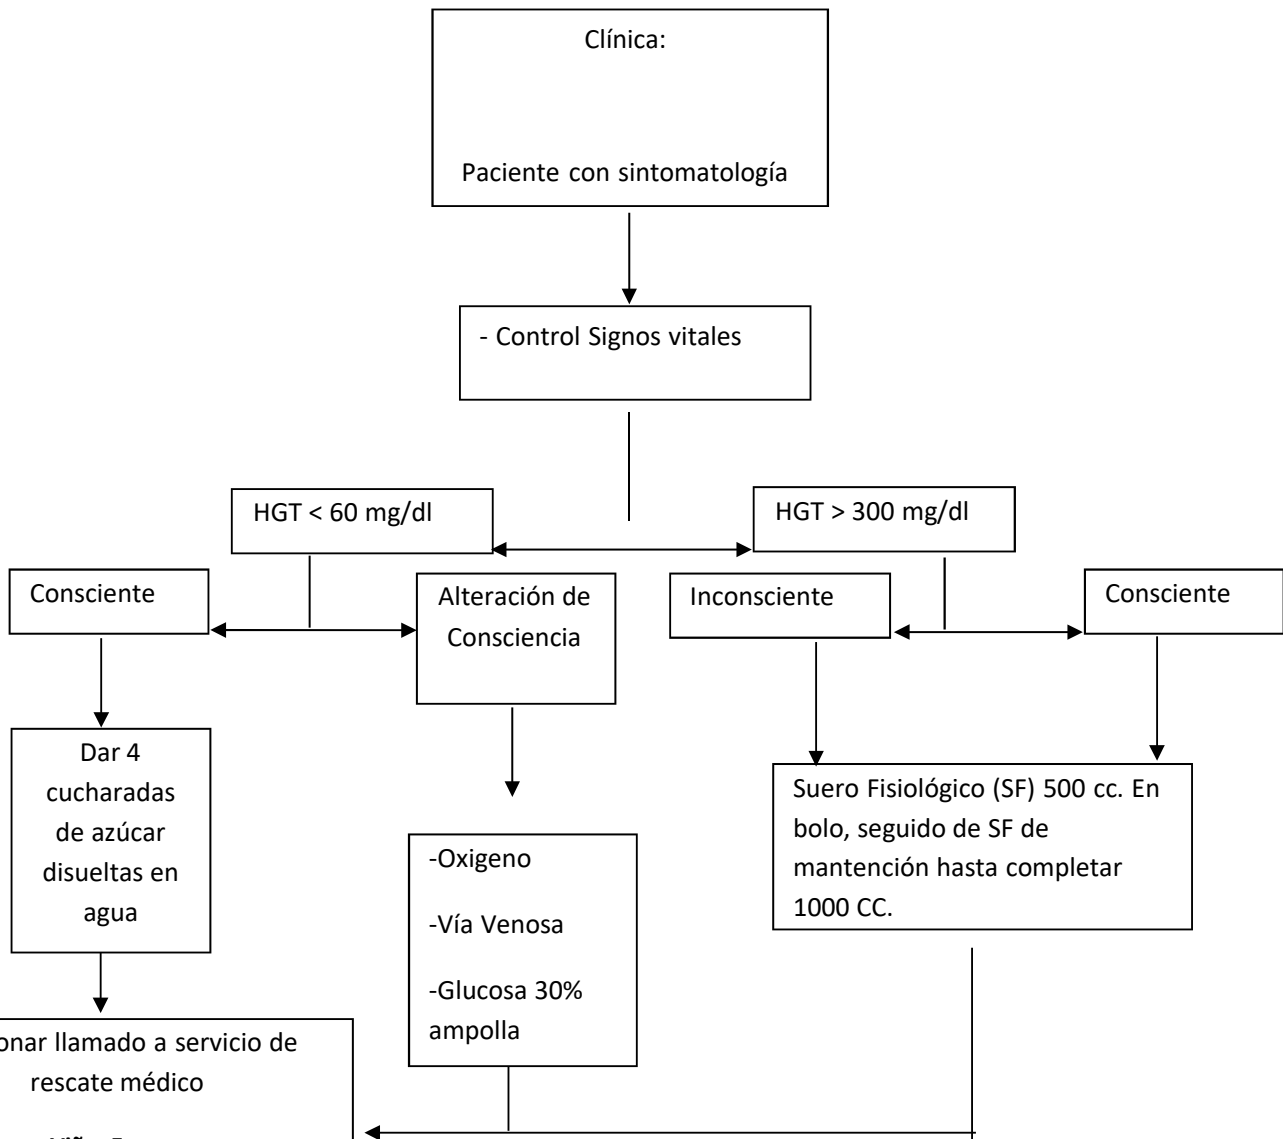 Clínica:
Paciente con sintomatología
- Control Signos vitales
HGT < 60 mg/dl
HGT > 300 mg/dl
Consciente
Alteración de
Consciencia
Inconsciente
Consciente
Dar 4
cucharadas
de azúcar
disueltas en
agua
-Oxigeno
-Vía Venosa
-Glucosa 30%
ampolla
Suero Fisiológico (SF) 500 cc. En
bolo, seguido de SF de
mantención hasta completar
1000 CC.
llamado a servicio de
rescate médico